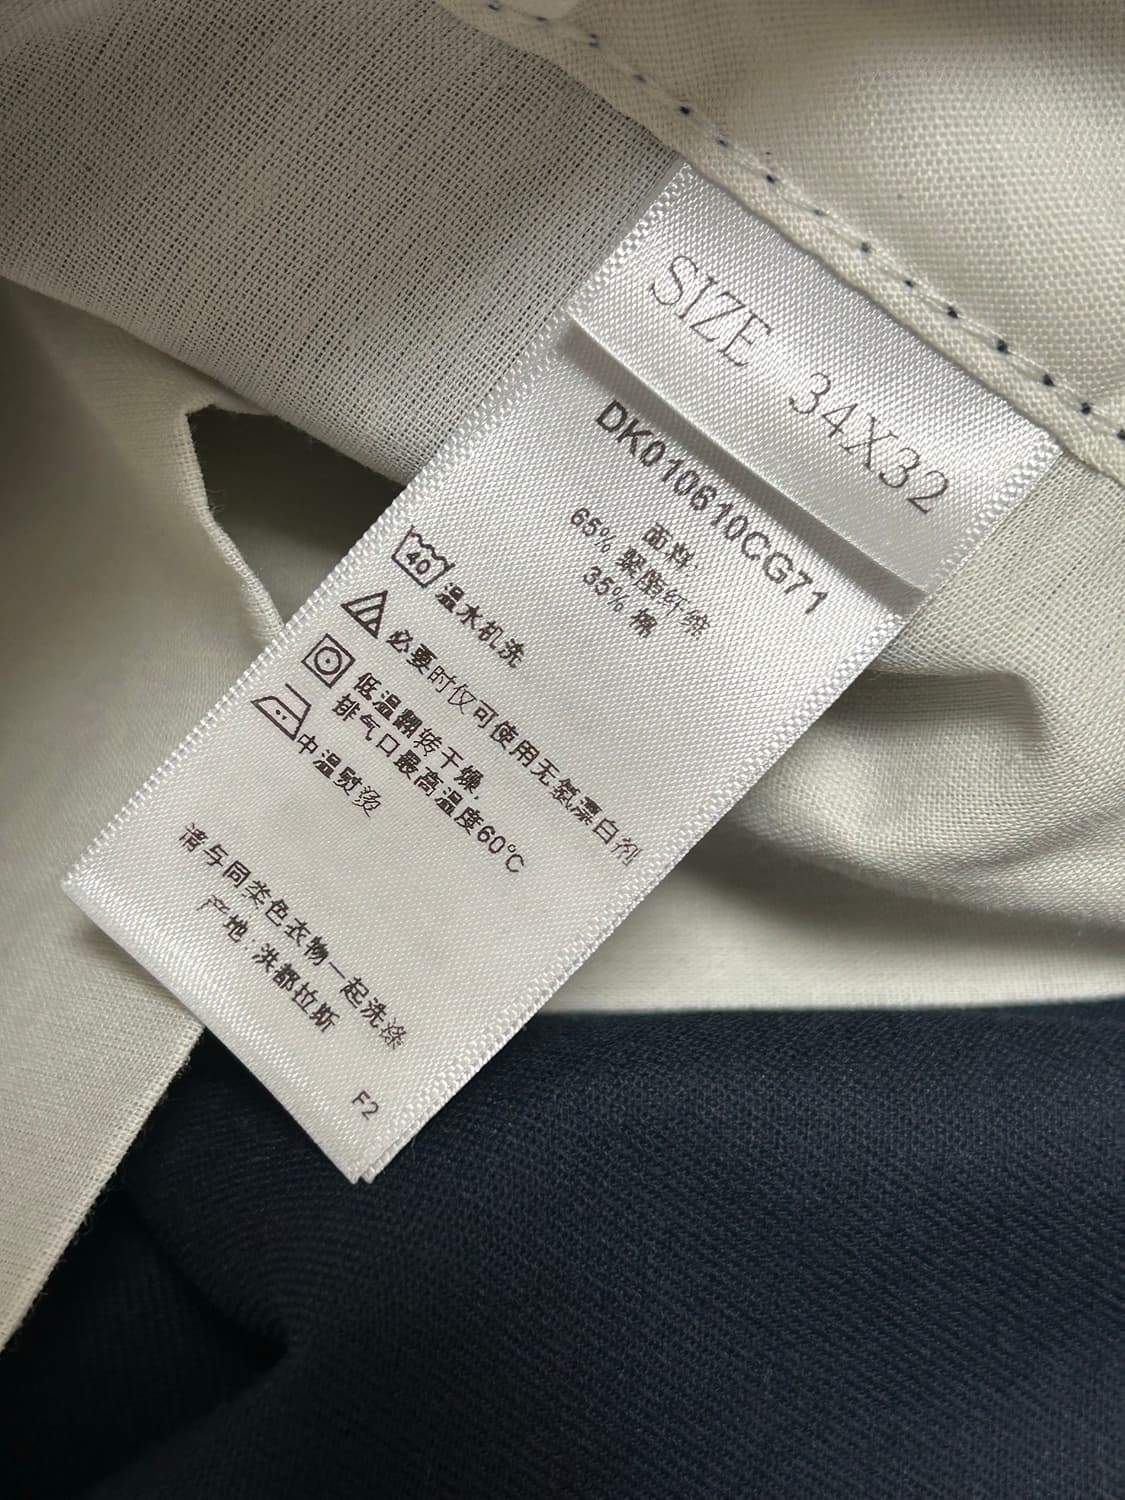 SIZE 34X32
DK010610CG71
面料:
65% 聚酯纤维
35% 棉
40 温水机洗
必要时仅可使用无氯漂白剂
低温翻转干燥,
排气口最高温度60°C
中温熨烫
请与同类色衣物一起洗涤
产地:洪都拉斯
F2